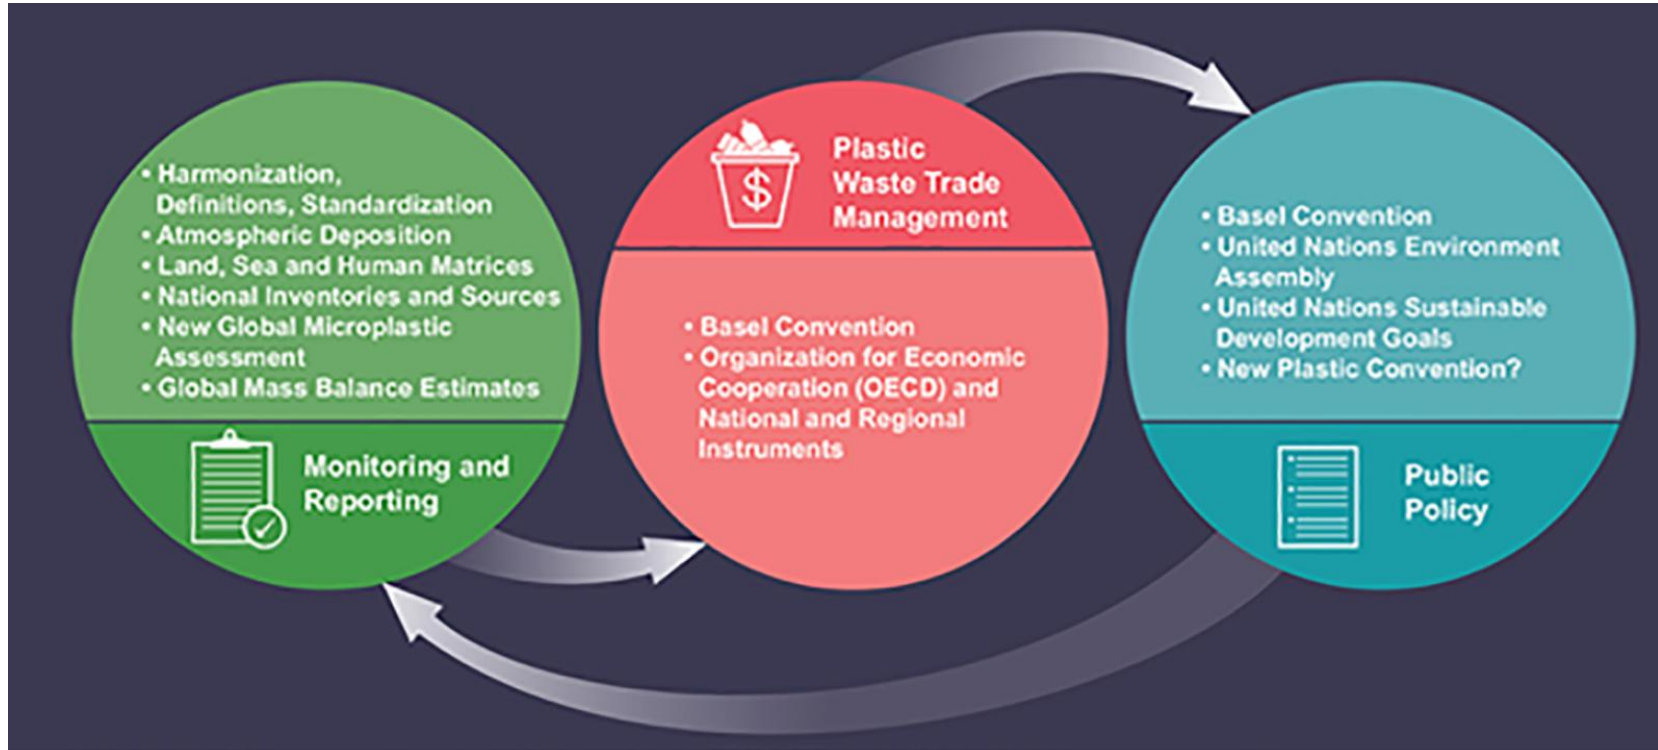 • Harmonization,
Definitions, Standardization
• Atmospheric Deposition
• Land, Sea and Human Matrices
• National Inventories and Sources
• New Global Microplastic
Assessment
• Global Mass Balance Estimates
Monitoring and
Reporting
$
Plastic
Waste Trade
Management
• Basel Convention
• Organization for Economic
Cooperation (OECD) and
National and Regional
Instruments
• Basel Convention
• United Nations Environment
Assembly
• United Nations Sustainable
Development Goals
• New Plastic Convention?
Public
Policy